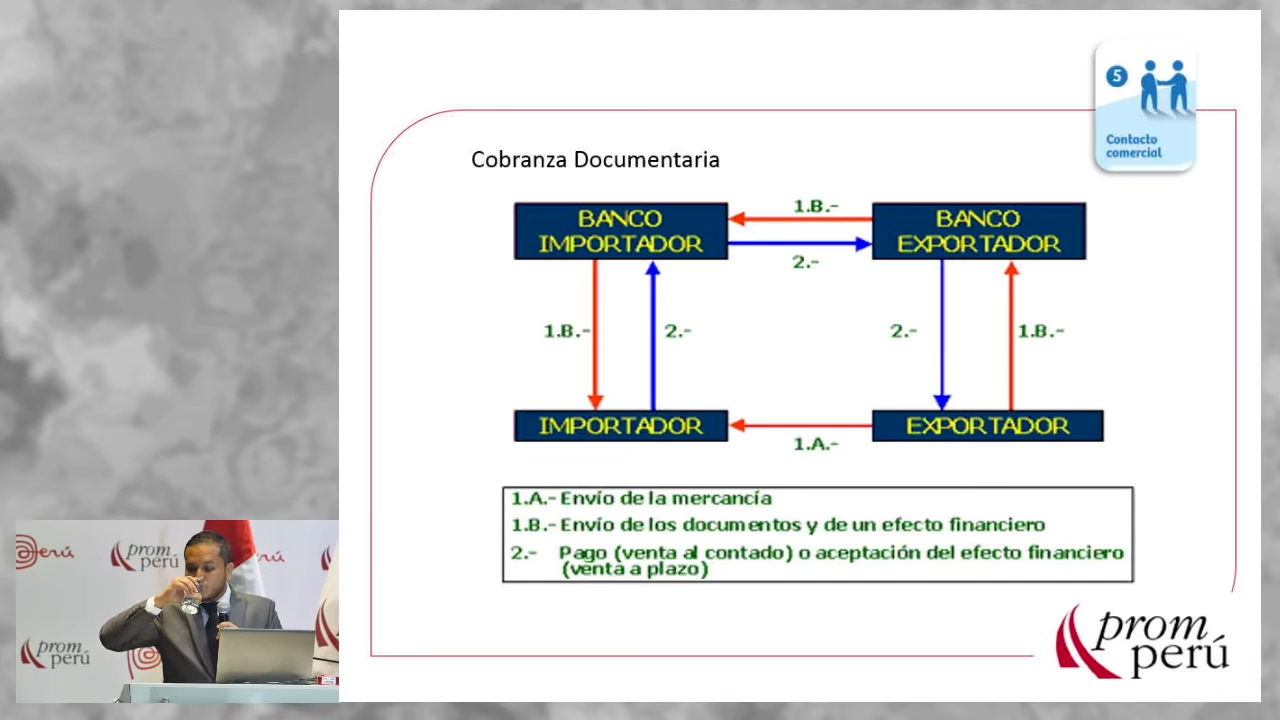 5
Contacto
comercial
Cobranza Documentaria
1.B.-
BANCO
IMPORTADOR
BANCO
EXPORTADOR
2.-
1.B.-
2.-
2.-
1.B.-
IMPORTADOR
EXPORTADOR
1.A.-
1.A.- Envío de la mercancía
1.B.- Envío de los documentos y de un efecto financiero
2.- Pago (venta al contado) o aceptación del efecto financiero
(venta a plazo)
prom
perú
Perú
prom
perú
prom
perú